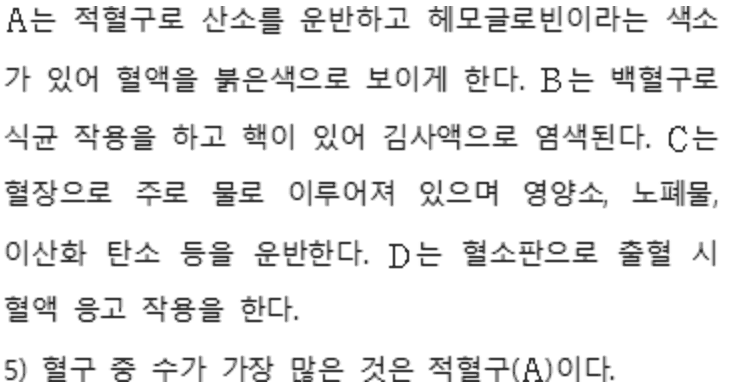 A는 적혈구로 산소를 운반하고 헤모글로빈이라는 색소
가 있어 혈액을 붉은색으로 보이게 한다. B는 백혈구로
식균 작용을 하고 핵이 있어 김사액으로 염색된다. C는
혈장으로 주로 물로 이루어져 있으며 영양소, 노폐물,
이산화 탄소 등을 운반한다. D는 혈소판으로 출혈 시
혈액 응고 작용을 한다.
5) 혈구 중 수가 가장 많은 것은 적혈구(A)이다.